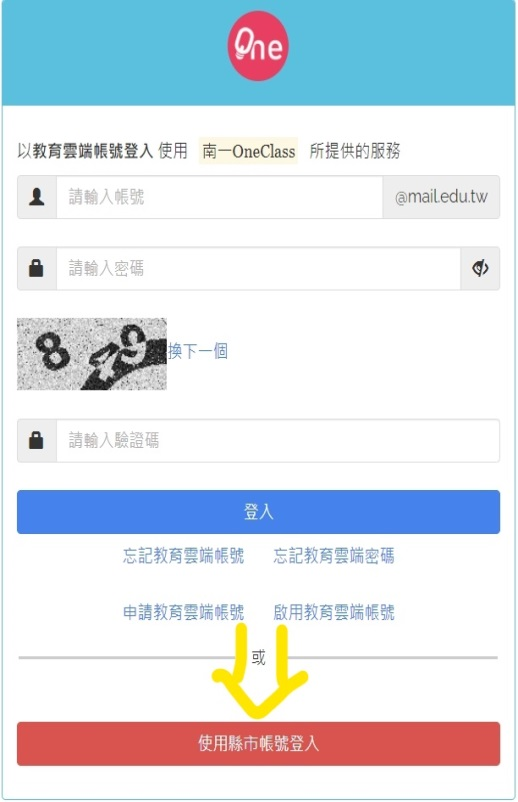 One
以教育雲端帳號登入 使用 南一OneClass 所提供的服務
請輸入帳號 @mail.edu.tw
請輸入密碼
849
換下一個
請輸入驗證碼
登入
忘記教育雲端帳號 忘記教育雲端密碼
申請教育雲端帳號 啟用教育雲端帳號
或
使用縣市帳號登入